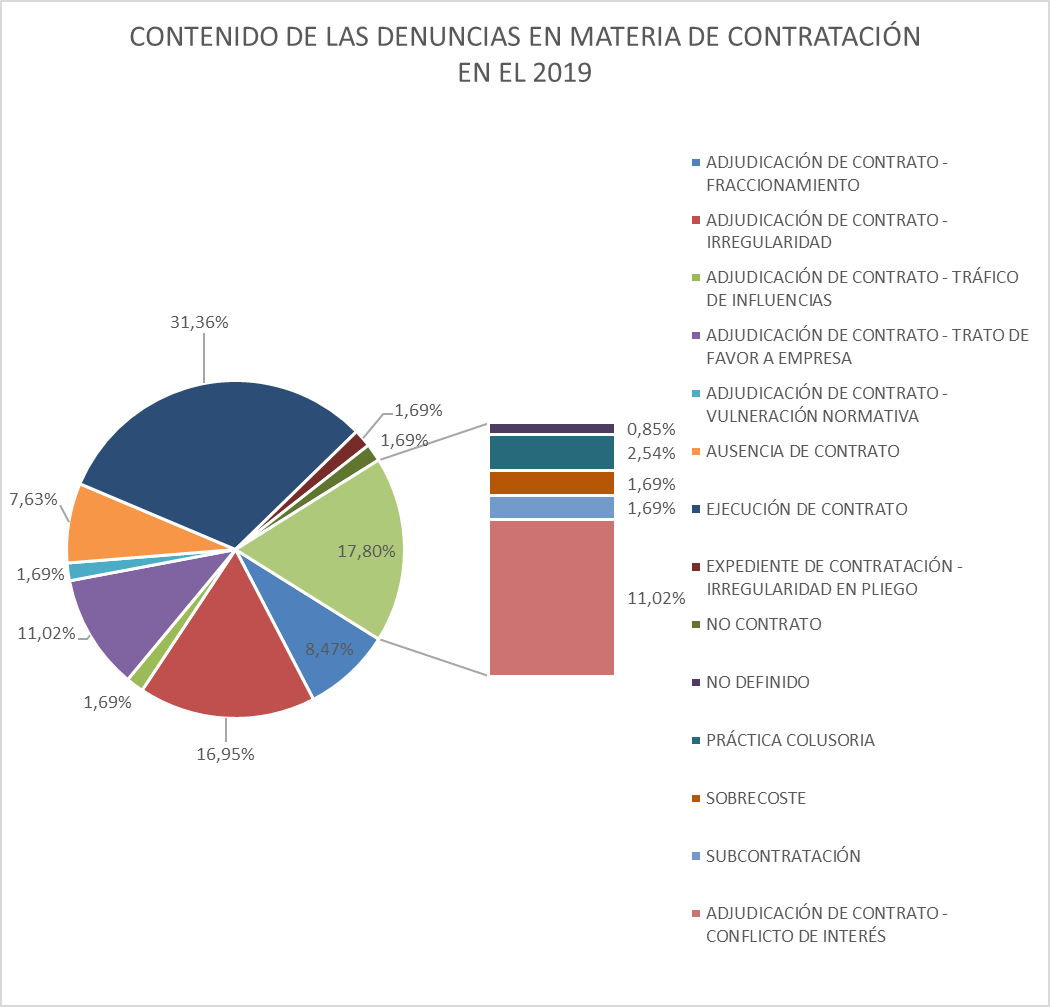 CONTENIDO DE LAS DENUNCIAS EN MATERIA DE CONTRATACIÓN
EN EL 2019
ADJUDICACIÓN DE CONTRATO -
FRACCIONAMIENTO
ADJUDICACIÓN DE CONTRATO -
IRREGULARIDAD
ADJUDICACIÓN DE CONTRATO - TRÁFICO
DE INFLUENCIAS
ADJUDICACIÓN DE CONTRATO - TRATO DE
FAVOR A EMPRESA
ADJUDICACIÓN DE CONTRATO -
VULNERACIÓN NORMATIVA
AUSENCIA DE CONTRATO
EJECUCIÓN DE CONTRATO
EXPEDIENTE DE CONTRATACIÓN -
IRREGULARIDAD EN PLIEGO
NO CONTRATO
NO DEFINIDO
PRÁCTICA COLUSORIA
SOBRECOSTE
SUBCONTRATACIÓN
ADJUDICACIÓN DE CONTRATO -
CONFLICTO DE INTERÉS
31,36%
1,69%
1,69%
7,63%
17,80%
1,69%
11,02%
8,47%
1,69%
16,95%
0,85%
2,54%
1,69%
1,69%
11,02%